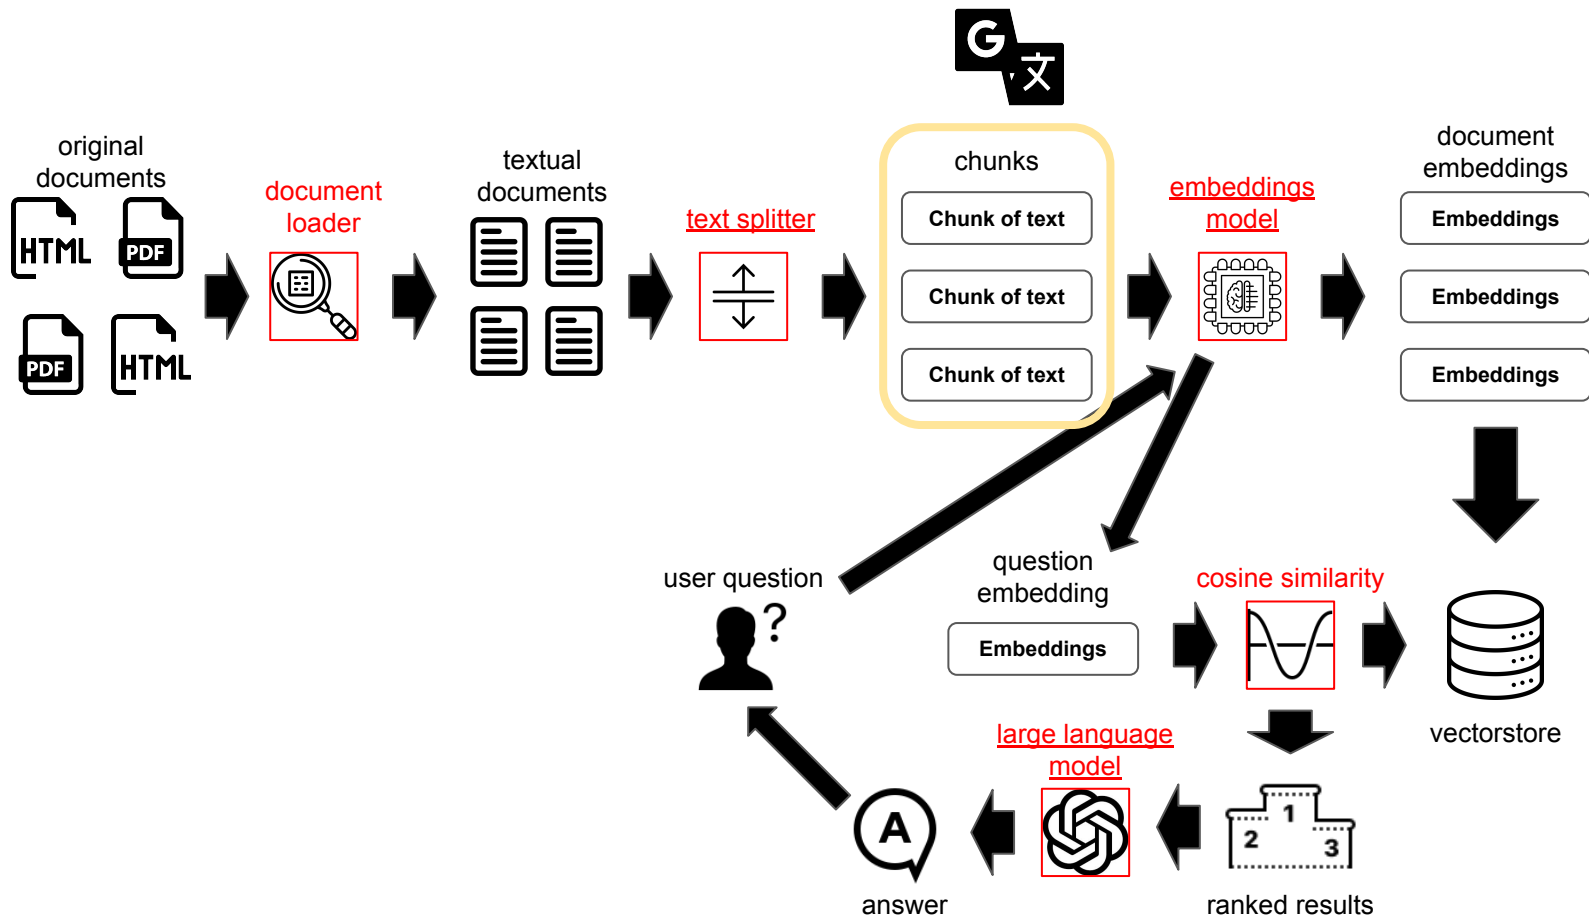 G 文
original
documents
HTML
PDF
PDF
HTML
document
loader
textual
documents
text splitter
chunks
Chunk of text
Chunk of text
Chunk of text
embeddings
model
document
embeddings
Embeddings
Embeddings
Embeddings
user question
?
question
embedding
Embeddings
cosine similarity
vectorstore
large language
model
A
answer
1
2
3
ranked results